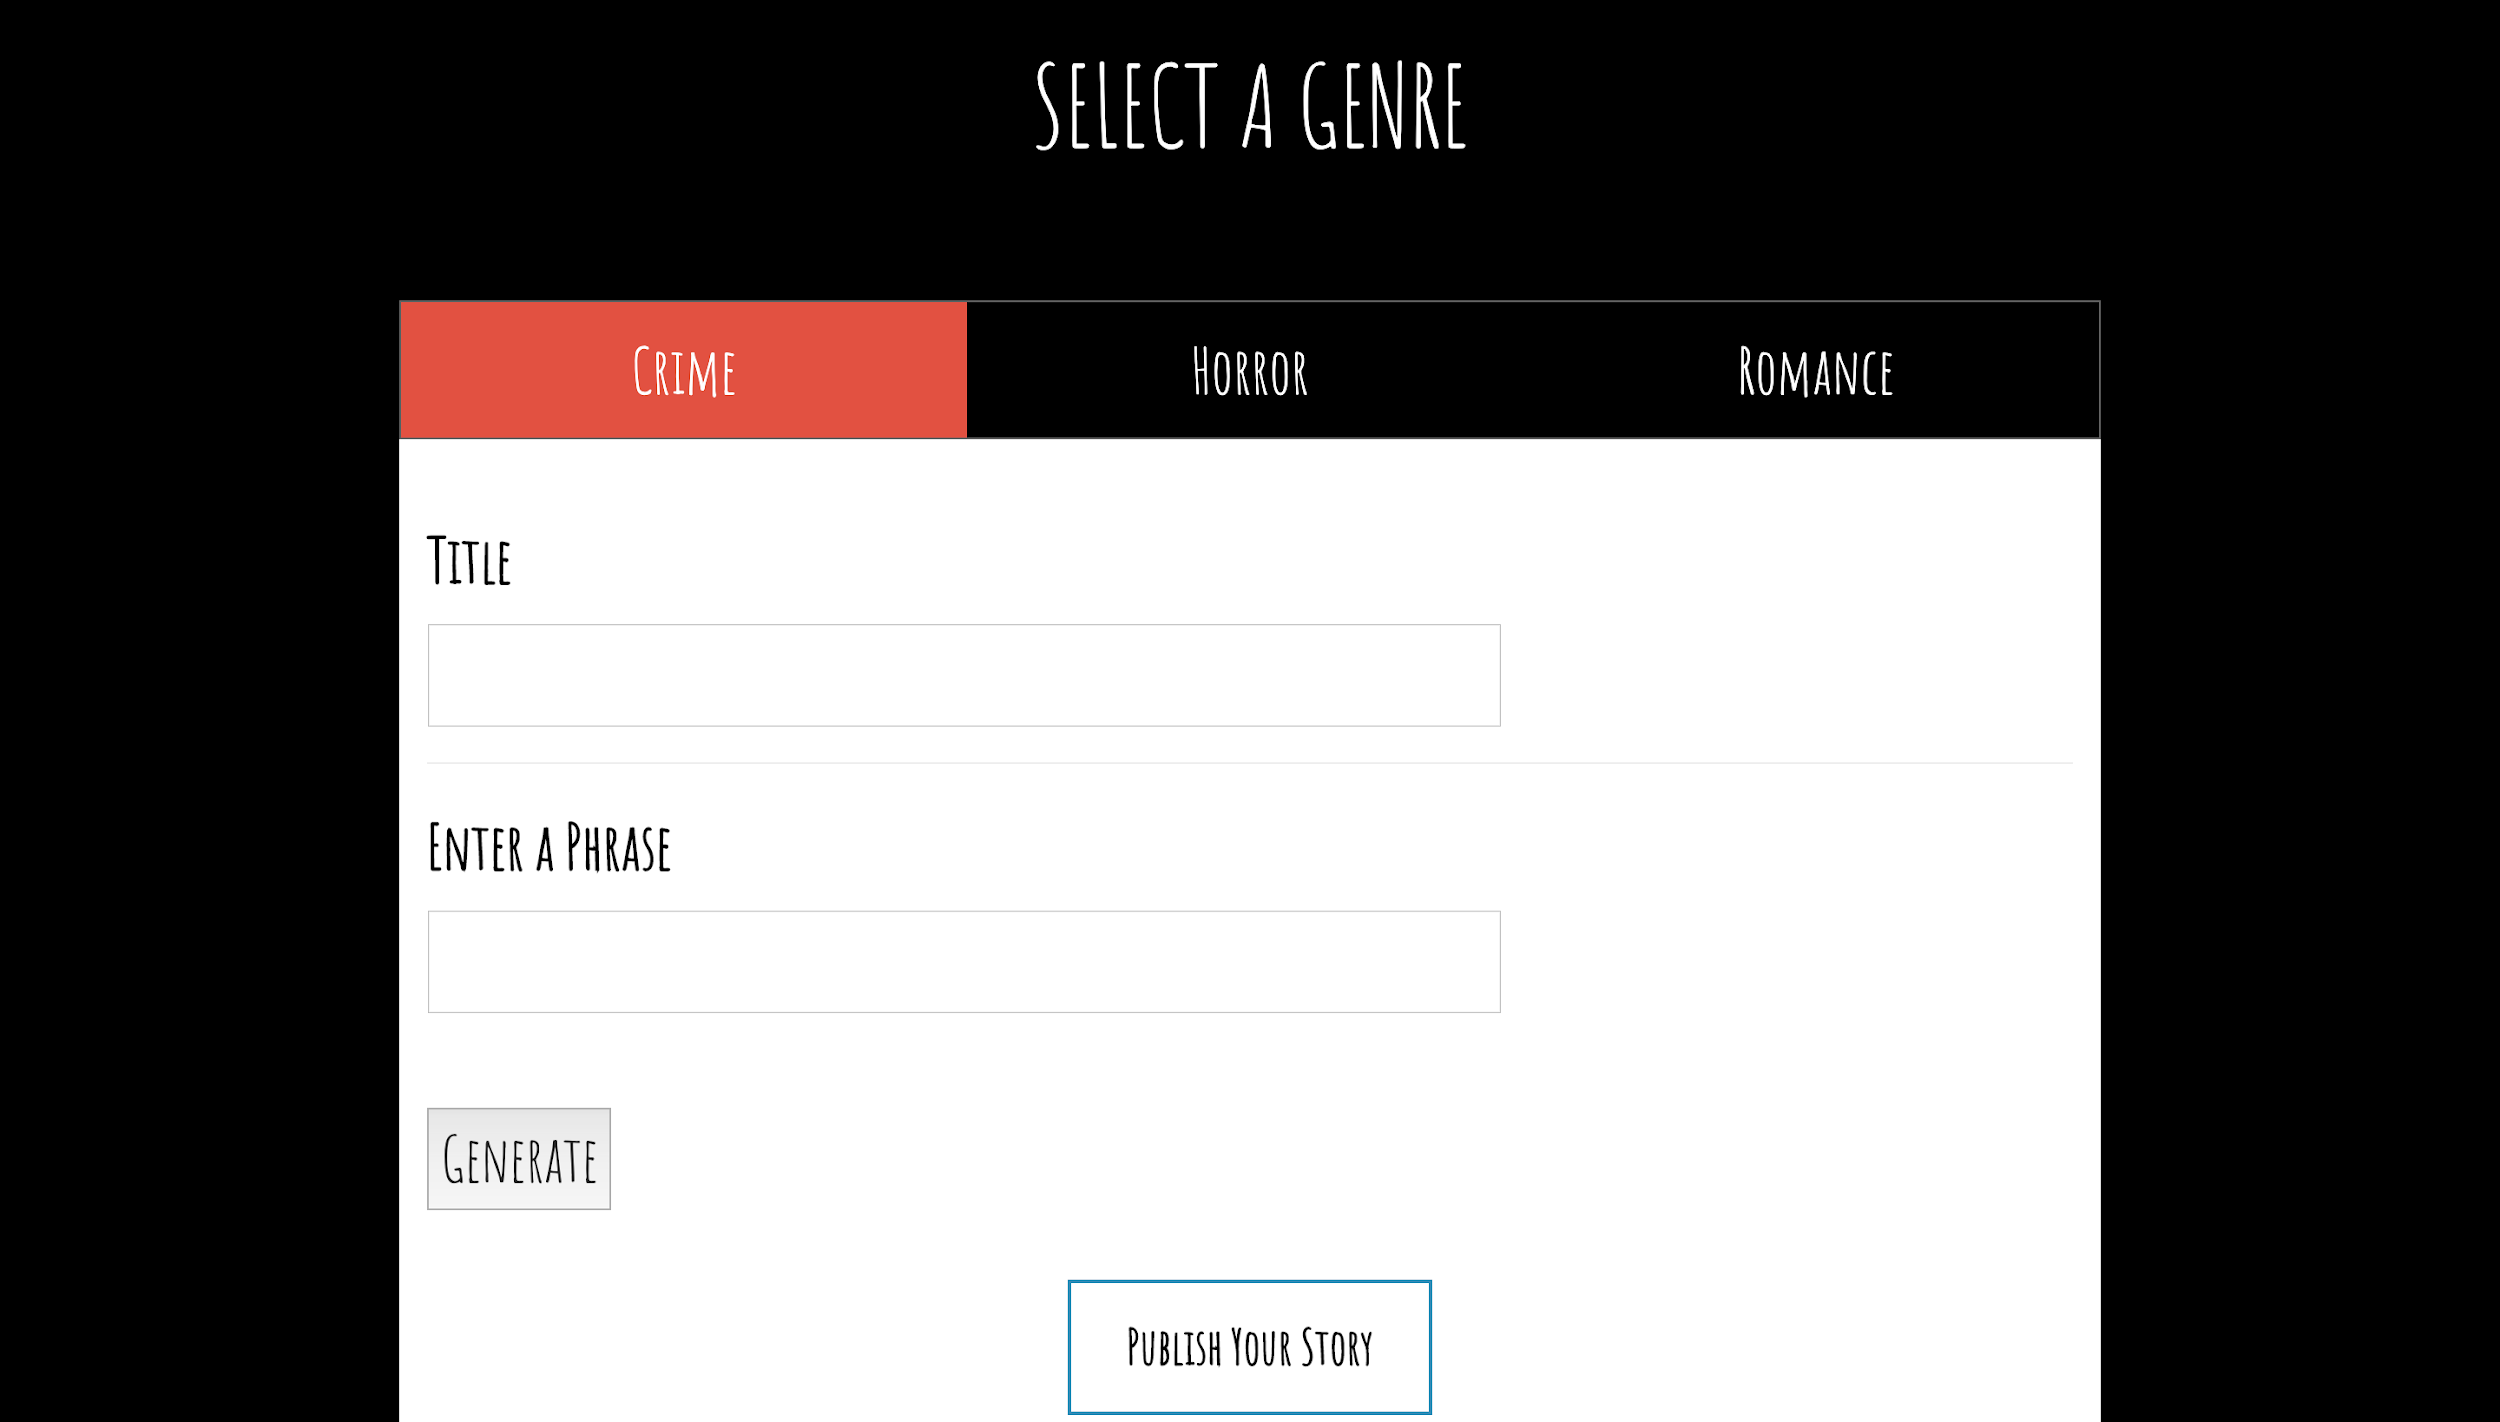 Select a Genre
Crime
Horror
Romance
Title
Enter a Phrase
Generate
Publish Your Story